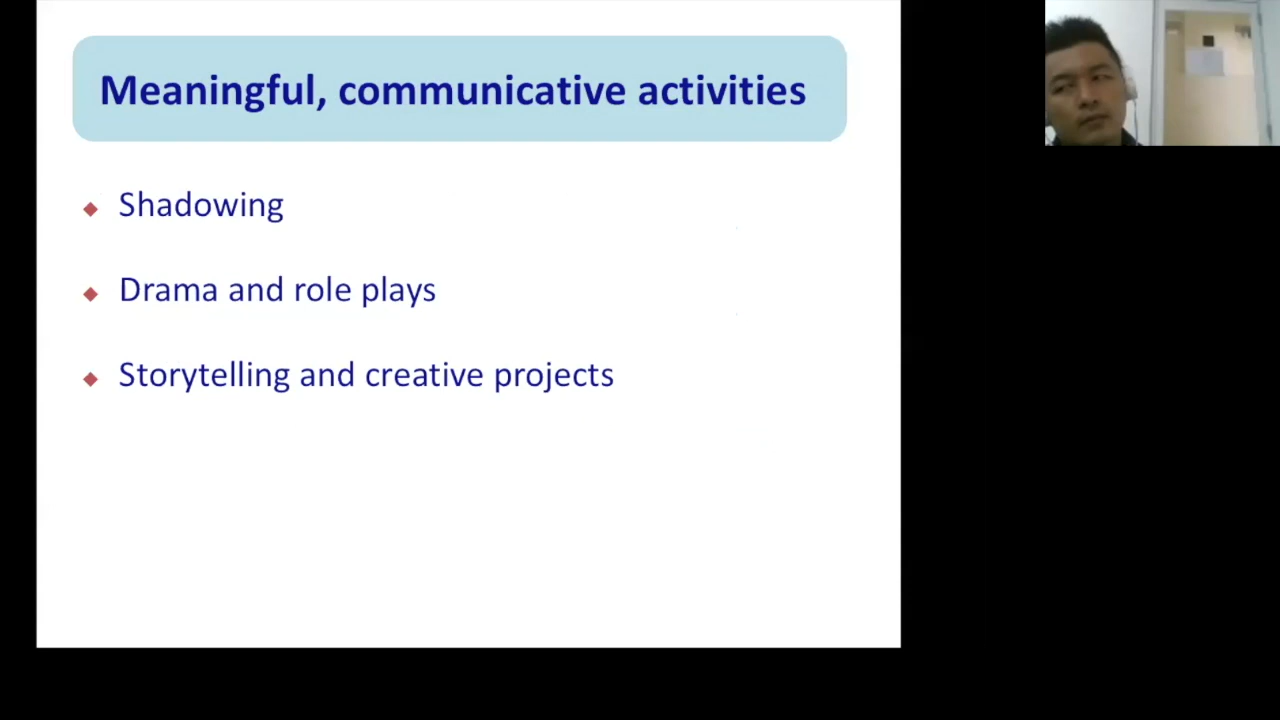 Meaningful, communicative activities
Shadowing
Drama and role plays
Storytelling and creative projects